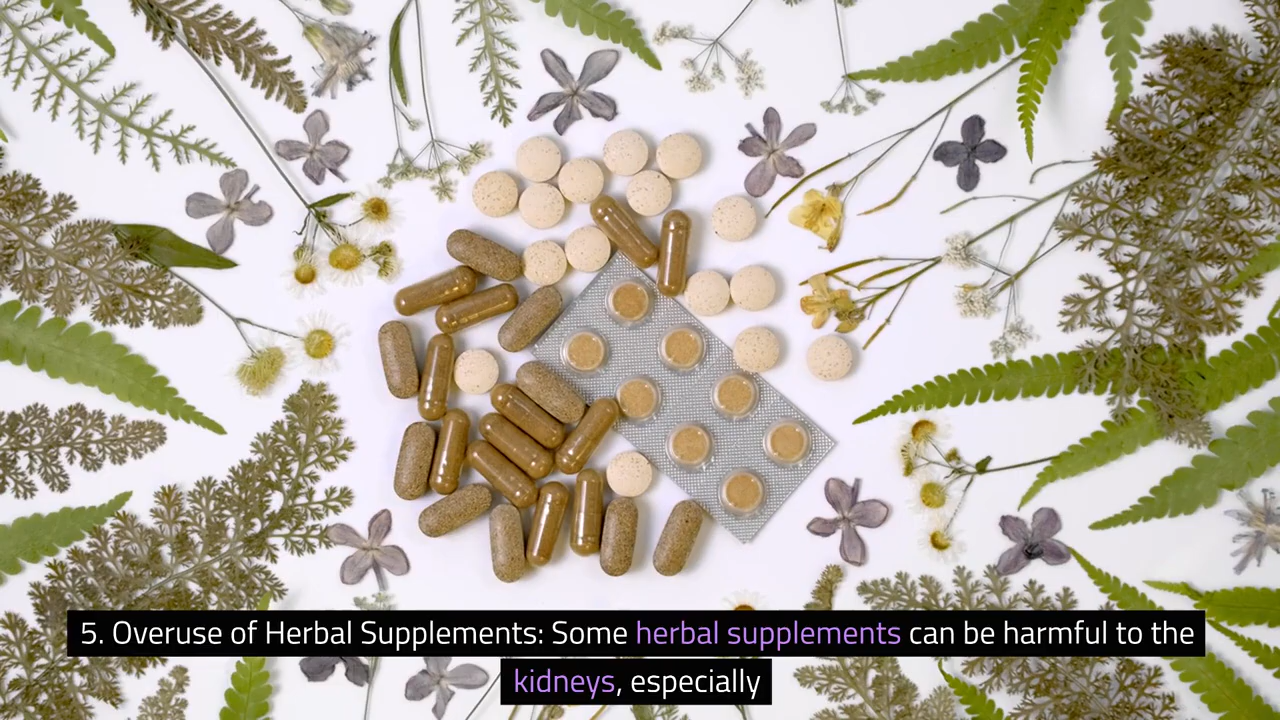 5. Overuse of Herbal Supplements: Some herbal supplements can be harmful to the
kidneys, especially